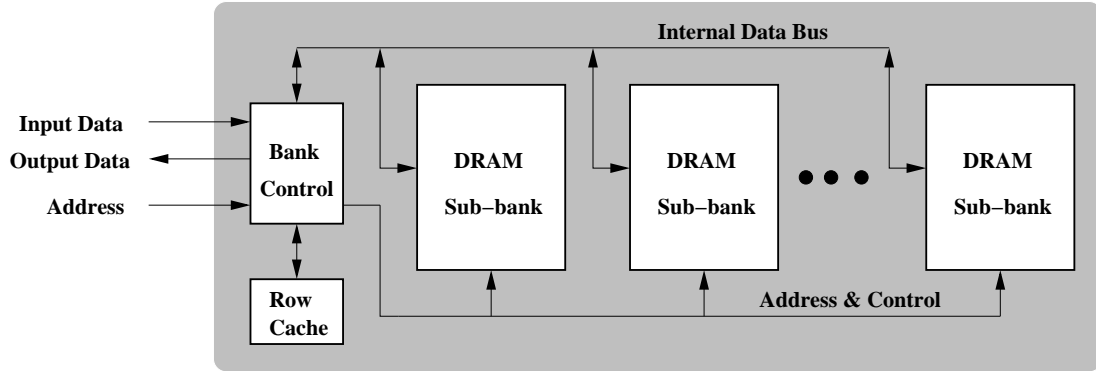 Internal Data Bus
Input Data
Output Data
Address
Bank
Control
DRAM
Sub−bank
DRAM
Sub−bank
DRAM
Sub−bank
Row
Cache
Address & Control